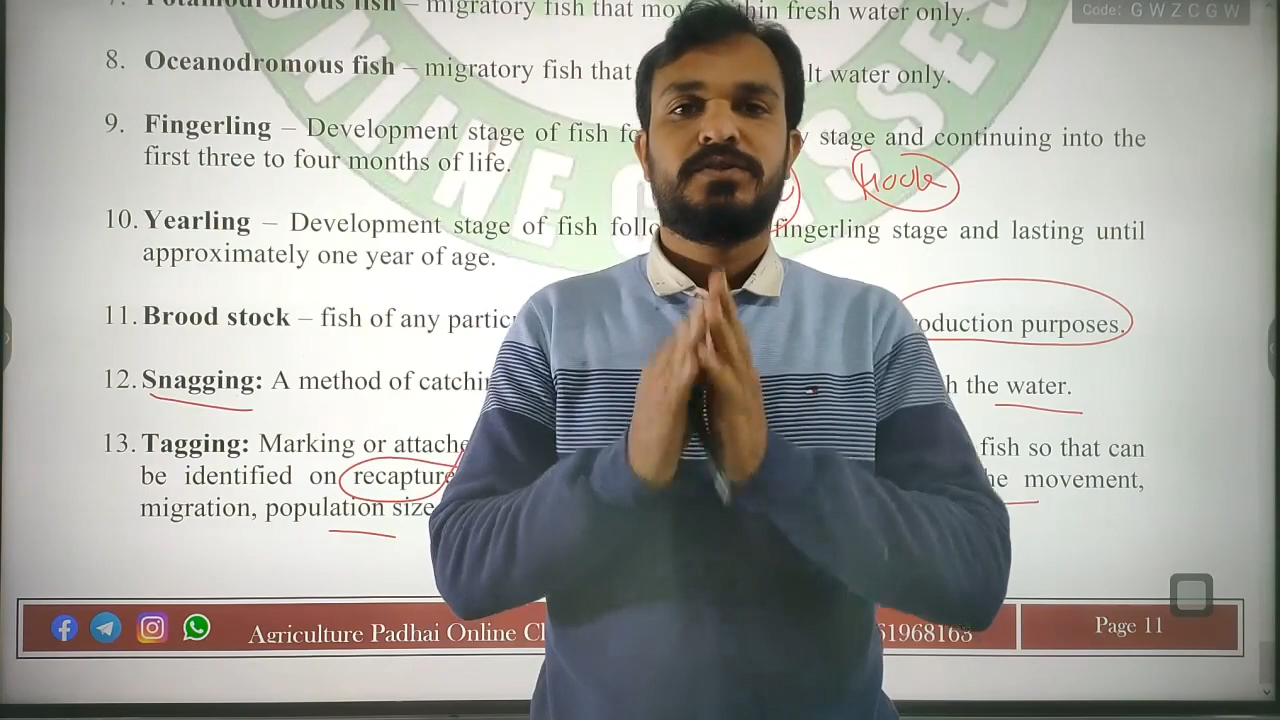 Code: G W Z C G W
7. Potamodromous fish – migratory fish that mov thin fresh water only.
8. Oceanodromous fish – migratory fish that lt water only.
9. Fingerling – Development stage of fish fo y stage and continuing into the
first three to four months of life.
Hook
10. Yearling – Development stage of fish follo fingerling stage and lasting until
approximately one year of age.
11. Brood stock – fish of any partic oduction purposes.
12. Snagging: A method of catchi h the water.
13. Tagging: Marking or attache fish so that can
be identified on recapture he movement,
migration, population size
Agriculture Padhai Online Cl 61968163
Page 11